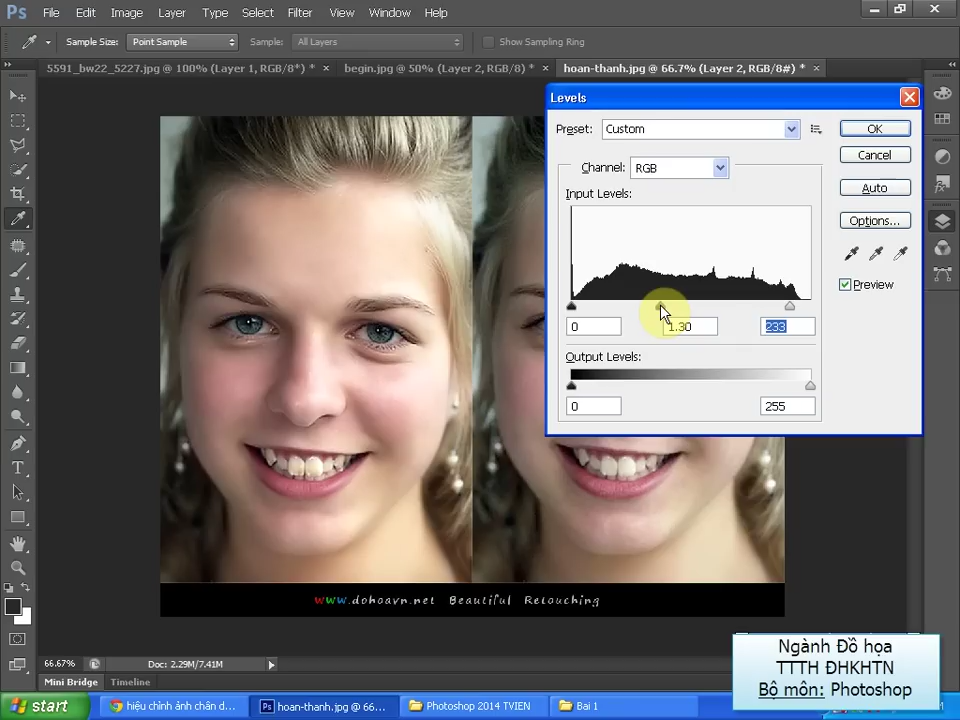 Ps File Edit Image Layer Type Select Filter View Window Help
Sample Size: Point Sample Sample: All Layers Show Sampling Ring
5591_bw22_5227.jpg @ 100% (Layer 1, RGB/8*) * × begin.jpg @ 50% (Layer 2, RGB/8) * × hoan-thanh.jpg @ 66.7% (Layer 2, RGB/8#) * ×
Levels
Preset: Custom OK
Cancel
Channel: RGB
Auto
Input Levels:
Options...
Preview
0 1.30 233
Output Levels:
0 255
www.dohoavn.net Beautiful Retouching
66.67% Doc: 2.29M/7.41M
Mini Bridge Timeline
Ngành Đồ họa
TTTH ĐHKHTN
Bộ môn: Photoshop
start hiệu chỉnh ảnh chân d... Ps hoan-thanh.jpg @ 66... Photoshop 2014 TVIEN Bai 1